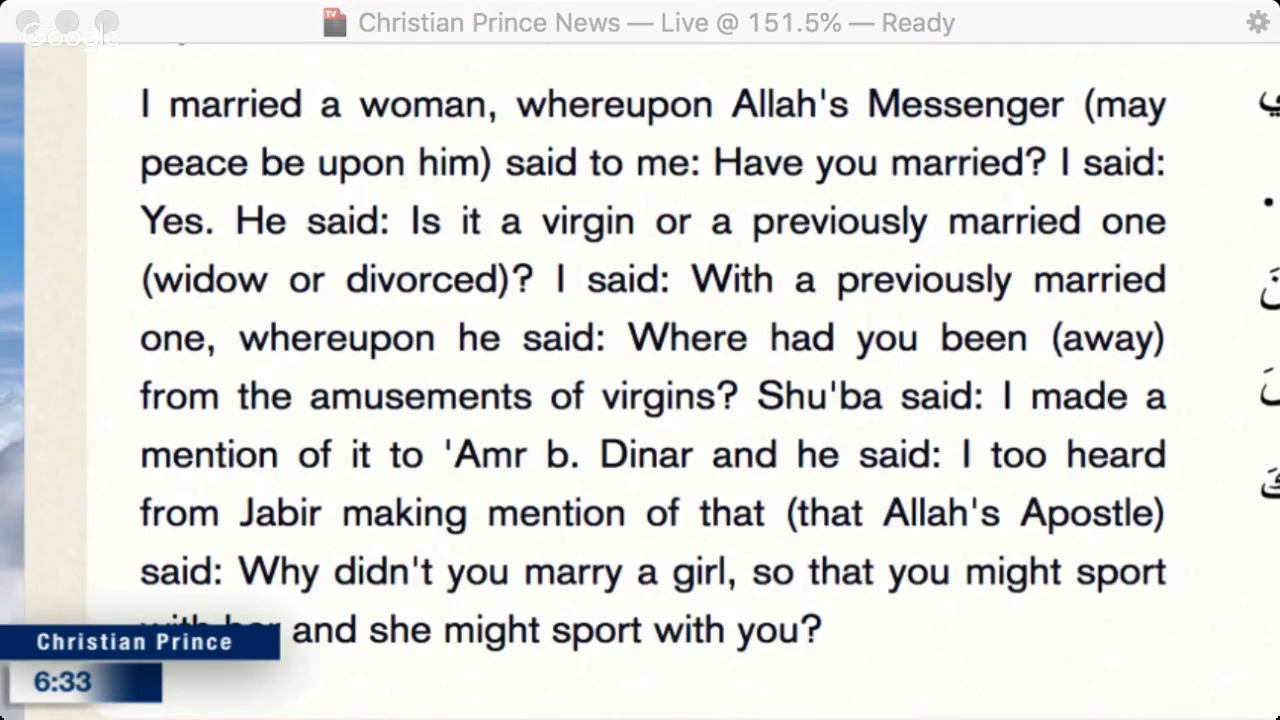 Christian Prince News — Live @ 151.5% — Ready
Google
I married a woman, whereupon Allah's Messenger (may
peace be upon him) said to me: Have you married? I said:
Yes. He said: Is it a virgin or a previously married one
(widow or divorced)? I said: With a previously married
one, whereupon he said: Where had you been (away)
from the amusements of virgins? Shu'ba said: I made a
mention of it to 'Amr b. Dinar and he said: I too heard
from Jabir making mention of that (that Allah's Apostle)
said: Why didn't you marry a girl, so that you might sport
with her and she might sport with you?
Christian Prince
6:33